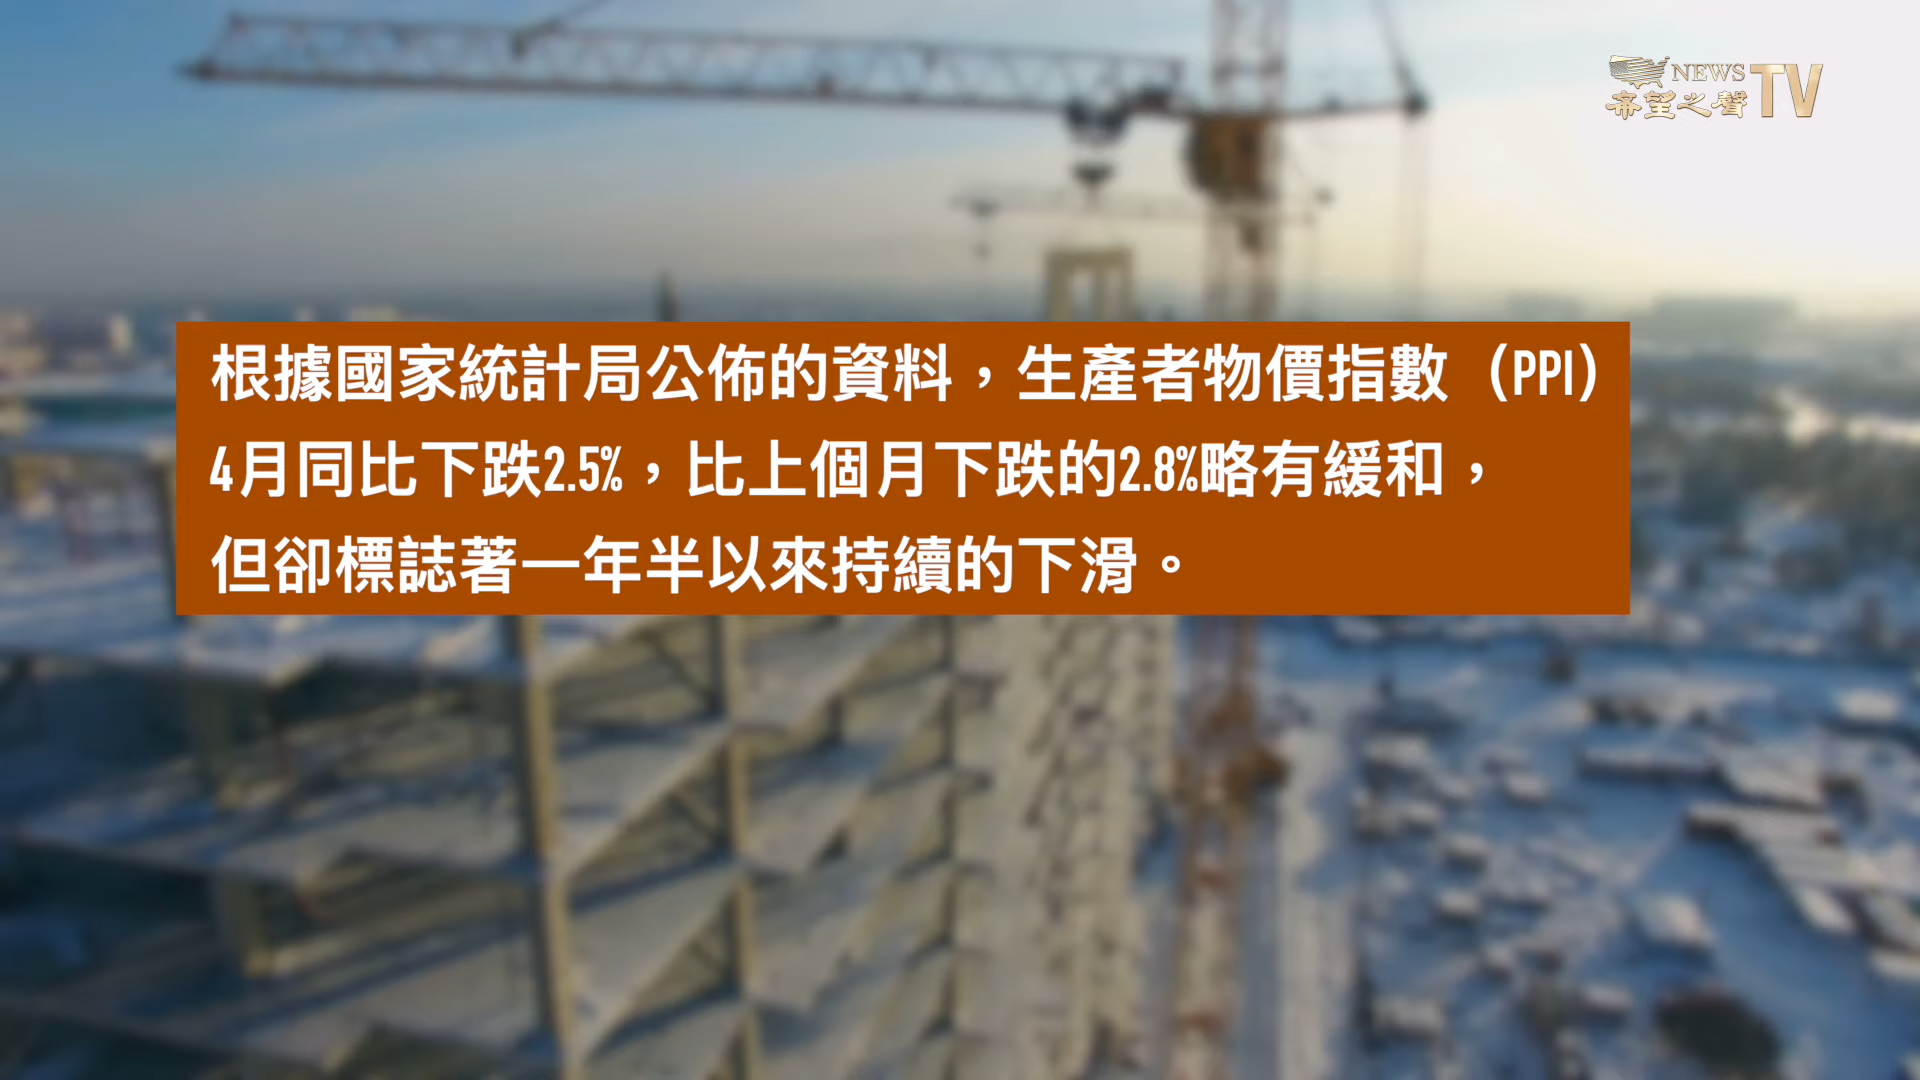 NEWS
希望之聲TV
根據國家統計局公佈的資料，生產者物價指數（PPI）
4月同比下跌2.5%，比上個月下跌的2.8%略有緩和，
但卻標誌著一年半以來持續的下滑。